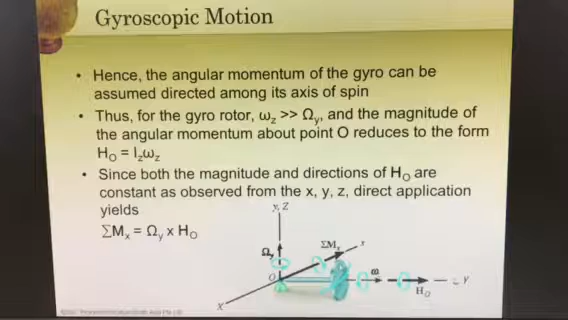 Gyroscopic Motion
• Hence, the angular momentum of the gyro can be
assumed directed among its axis of spin
• Thus, for the gyro rotor, ωz >> Ωy, and the magnitude of
the angular momentum about point O reduces to the form
HO = Izωz
• Since both the magnitude and directions of HO are
constant as observed from the x, y, z, direct application
yields
ΣMx = Ωy x HO
y, Z
Ωy
ΣMx
x
O
ω
HO
z, Y
X